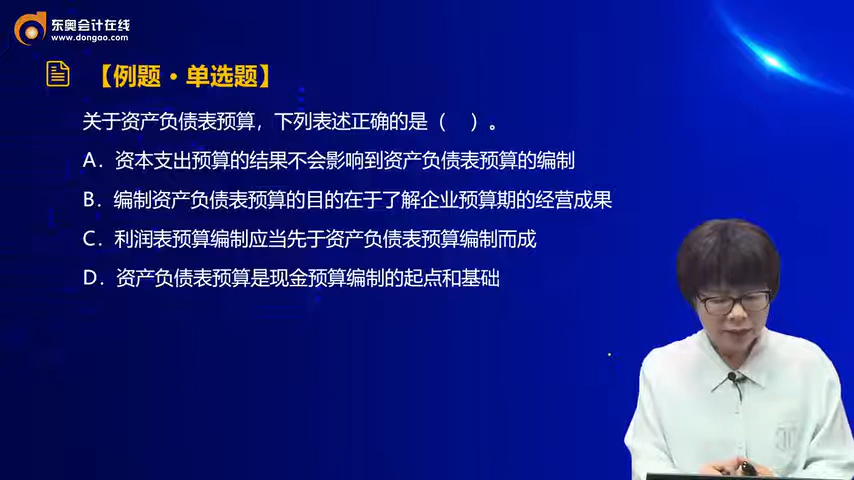 东奥会计在线
www.dongao.com
【例题·单选题】
关于资产负债表预算，下列表述正确的是（ ）。
A．资本支出预算的结果不会影响到资产负债表预算的编制
B．编制资产负债表预算的目的在于了解企业预算期的经营成果
C．利润表预算编制应当先于资产负债表预算编制而成
D．资产负债表预算是现金预算编制的起点和基础